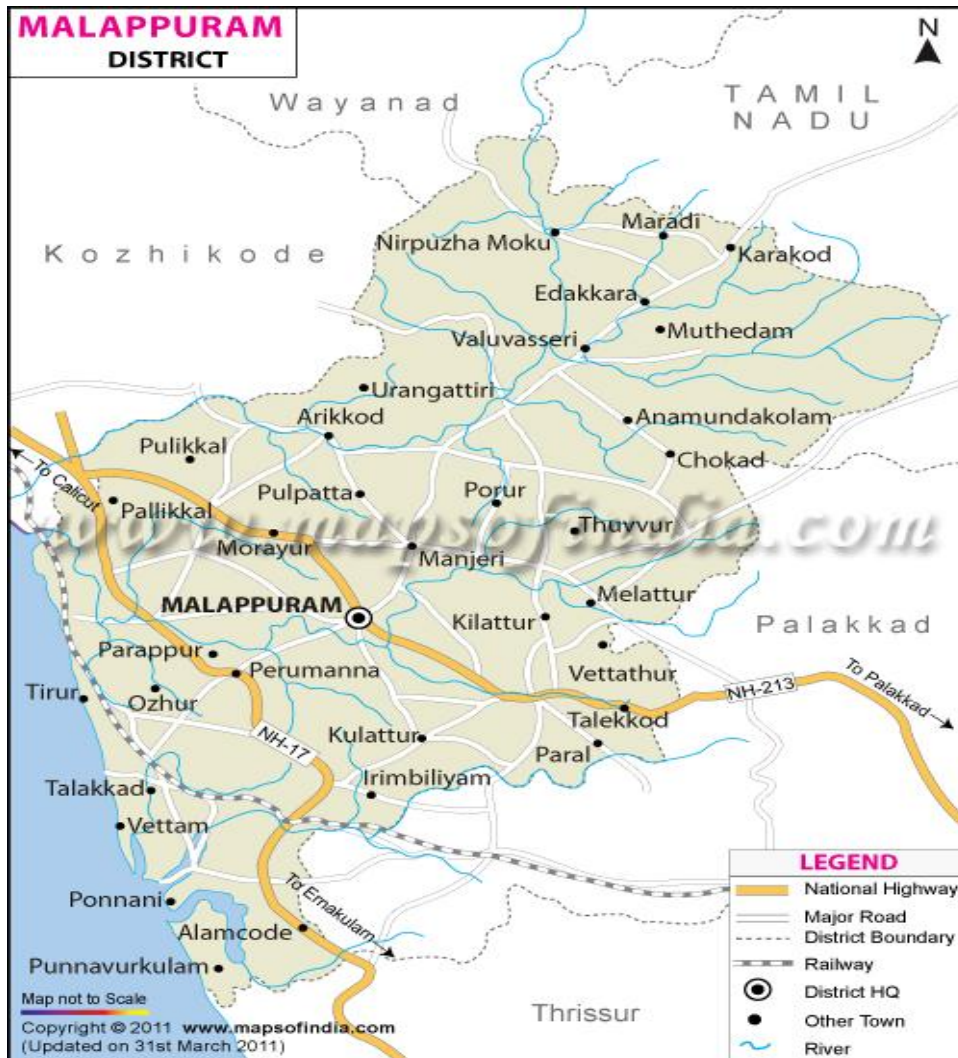 MALAPPURAM
DISTRICT
N
Wayanad
TAMIL
NADU
Kozhikode
Nirpuzha Moku
Maradi
Karakod
Edakkara
Muthedam
Valuvasseri
Urangattiri
Arikkod
Anamundakolam
Pulikkal
Chokad
To Calicut
Pallikkal
Pulpatta
Porur
www.mapsofindia.com
Thuvvur
Morayur
Manjeri
MALAPPURAM
Melattur
Kilattur
Palakkad
Parappur
Perumanna
Vettathur
To Palakkad
Tirur
Ozhur
NH-213
Talekkod
NH-17
Kulattur
Paral
Irimbiliyam
Talakkad
Vettam
Ponnani
To Ernakulam
Alamcode
Punnavurkulam
Thrissur
LEGEND
National Highway
Major Road
District Boundary
Railway
District HQ
Other Town
River
Map not to Scale
Copyright © 2011 www.mapsofindia.com
(Updated on 31st March 2011)